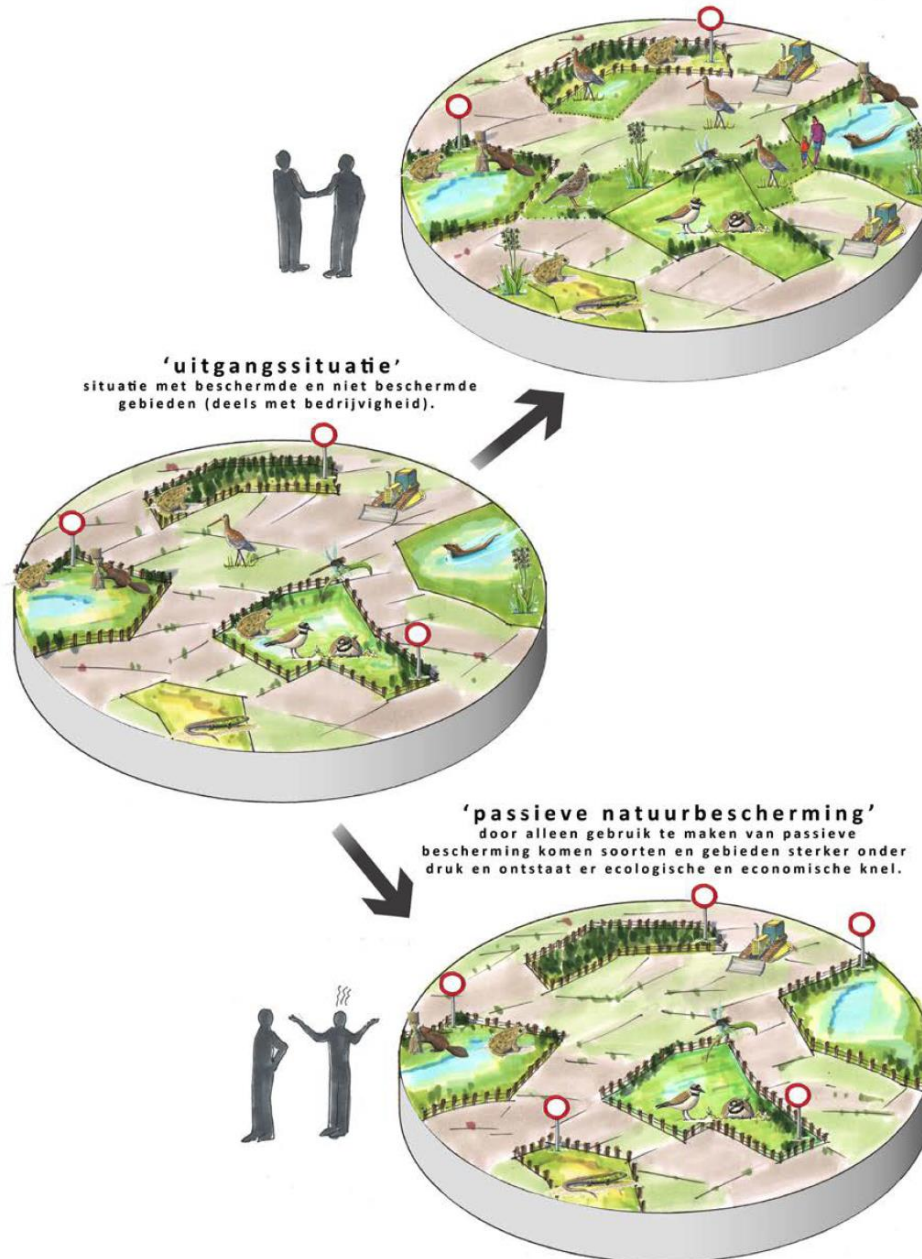 ‘uitgangssituatie’
situatie met beschermde en niet beschermde
gebieden (deels met bedrijvigheid).
‘passieve natuurbescherming’
door alleen gebruik te maken van passieve
bescherming komen soorten en gebieden sterker onder
druk en ontstaat er ecologische en economische knel.